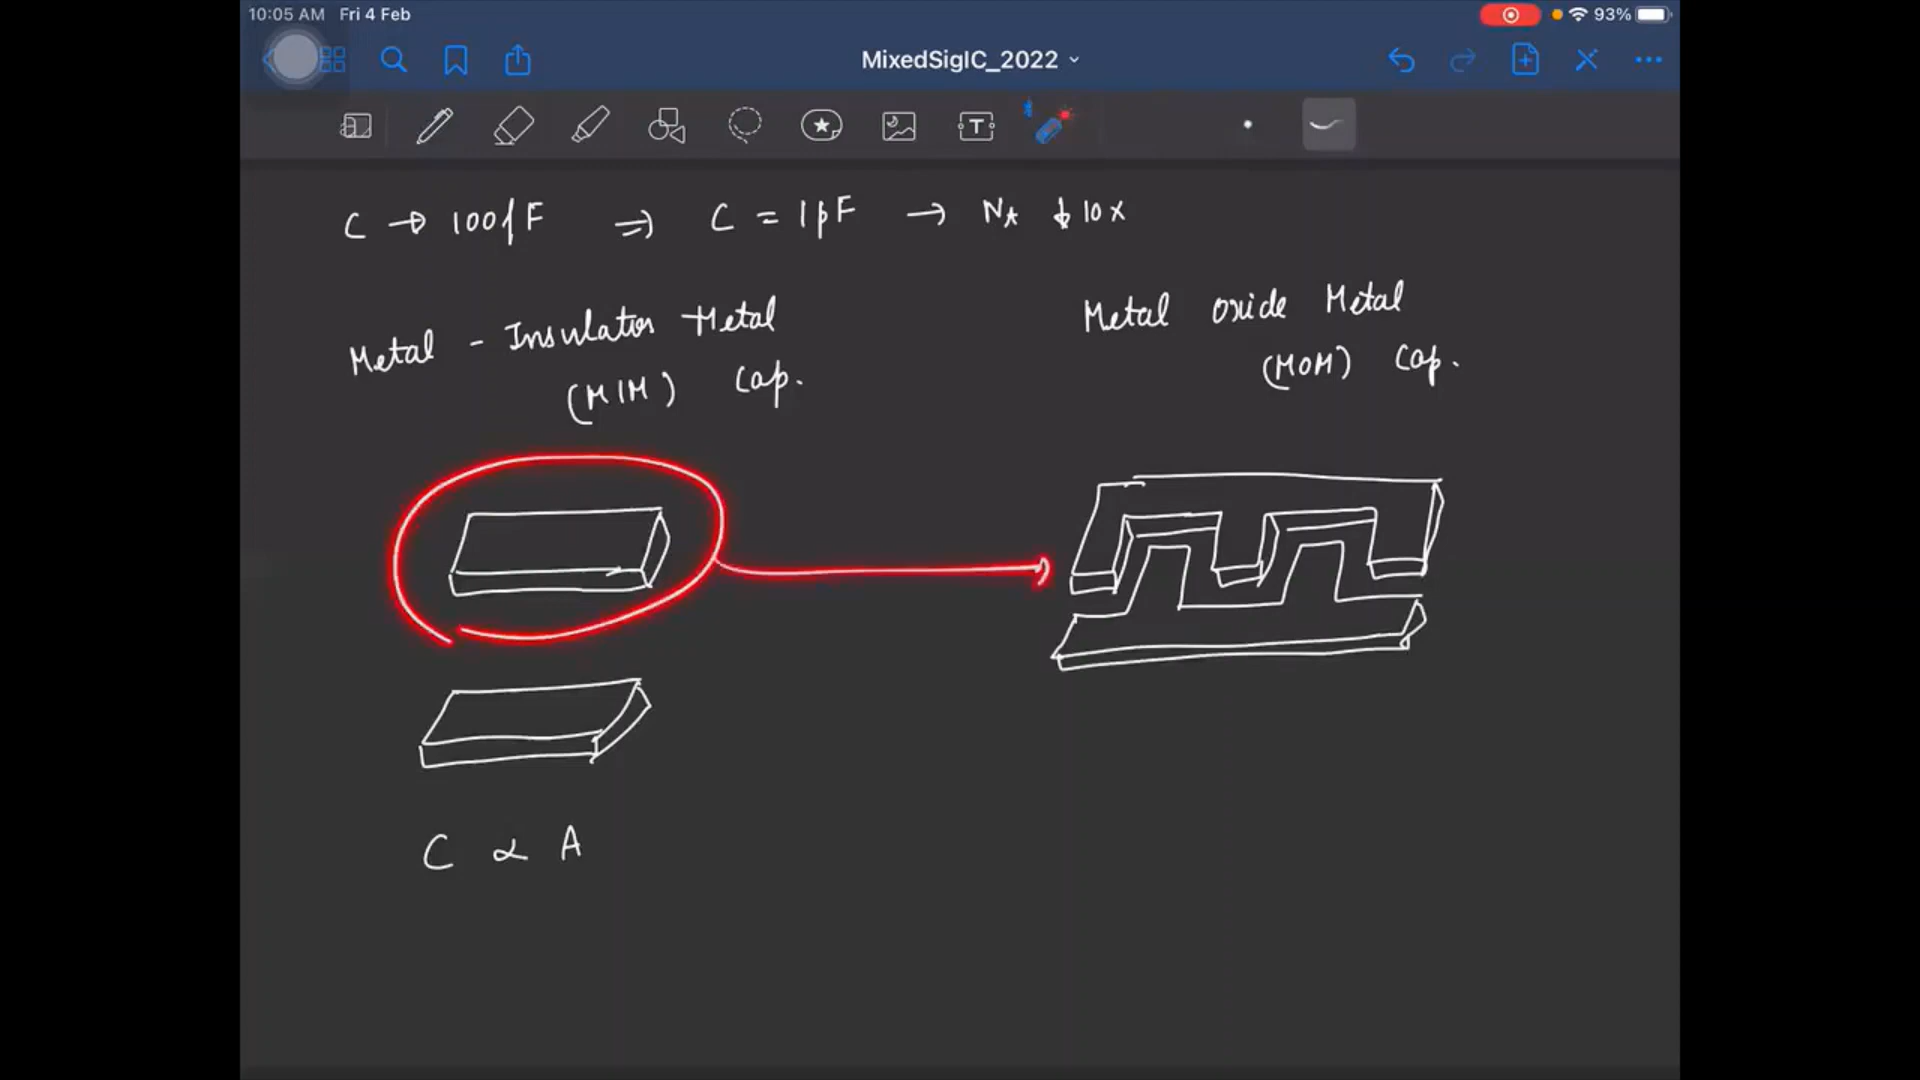 10:05 AM Fri 4 Feb 93%
MixedSigIC_2022
T
C → 100fF ⇒ C = 1pF → NA ↓ 10x
Metal - Insulator Metal
(MIM) Cap.
Metal oxide Metal
(MOM) Cap.
C ∝ A